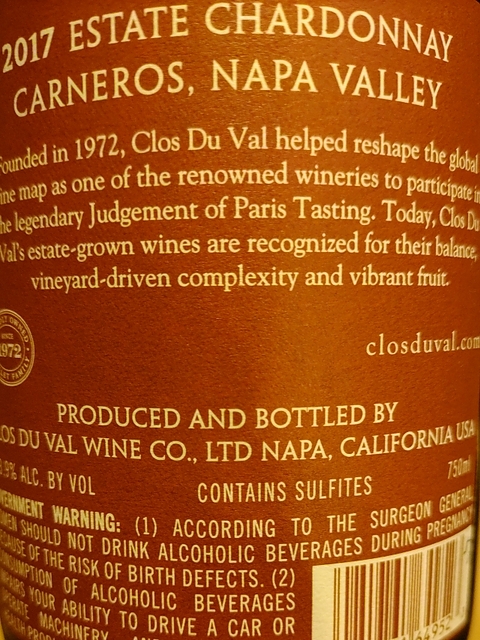 2017 ESTATE CHARDONNAY
CARNEROS, NAPA VALLEY
Founded in 1972, Clos Du Val helped reshape the global
wine map as one of the renowned wineries to participate in
the legendary Judgement of Paris Tasting. Today, Clos Du
Val's estate-grown wines are recognized for their balance,
vineyard-driven complexity and vibrant fruit.
SINCE
1972
closduval.com
PRODUCED AND BOTTLED BY
CLOS DU VAL WINE CO., LTD NAPA, CALIFORNIA USA
ALC. BY VOL
CONTAINS SULFITES
750ml
GOVERNMENT WARNING: (1) ACCORDING TO THE SURGEON GENERAL,
WOMEN SHOULD NOT DRINK ALCOHOLIC BEVERAGES DURING PREGNANCY
BECAUSE OF THE RISK OF BIRTH DEFECTS. (2)
CONSUMPTION OF ALCOHOLIC BEVERAGES
IMPAIRS YOUR ABILITY TO DRIVE A CAR OR
OPERATE MACHINERY, AND